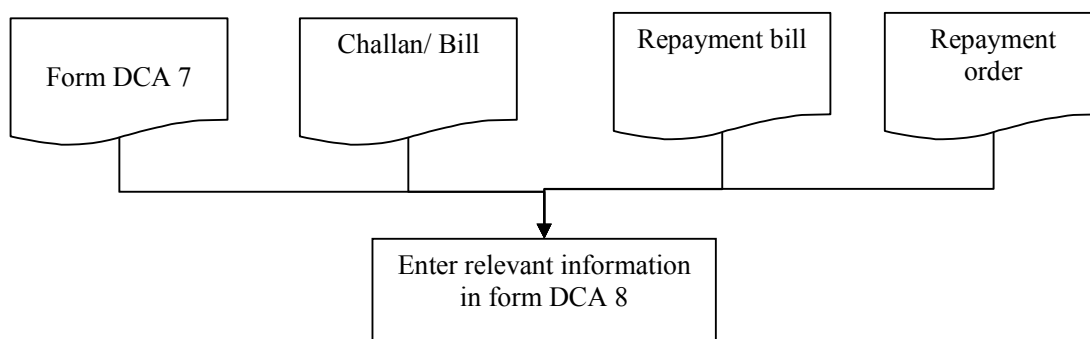 Form DCA 7
Challan/ Bill
Repayment bill
Repayment
order
Enter relevant information
in form DCA 8